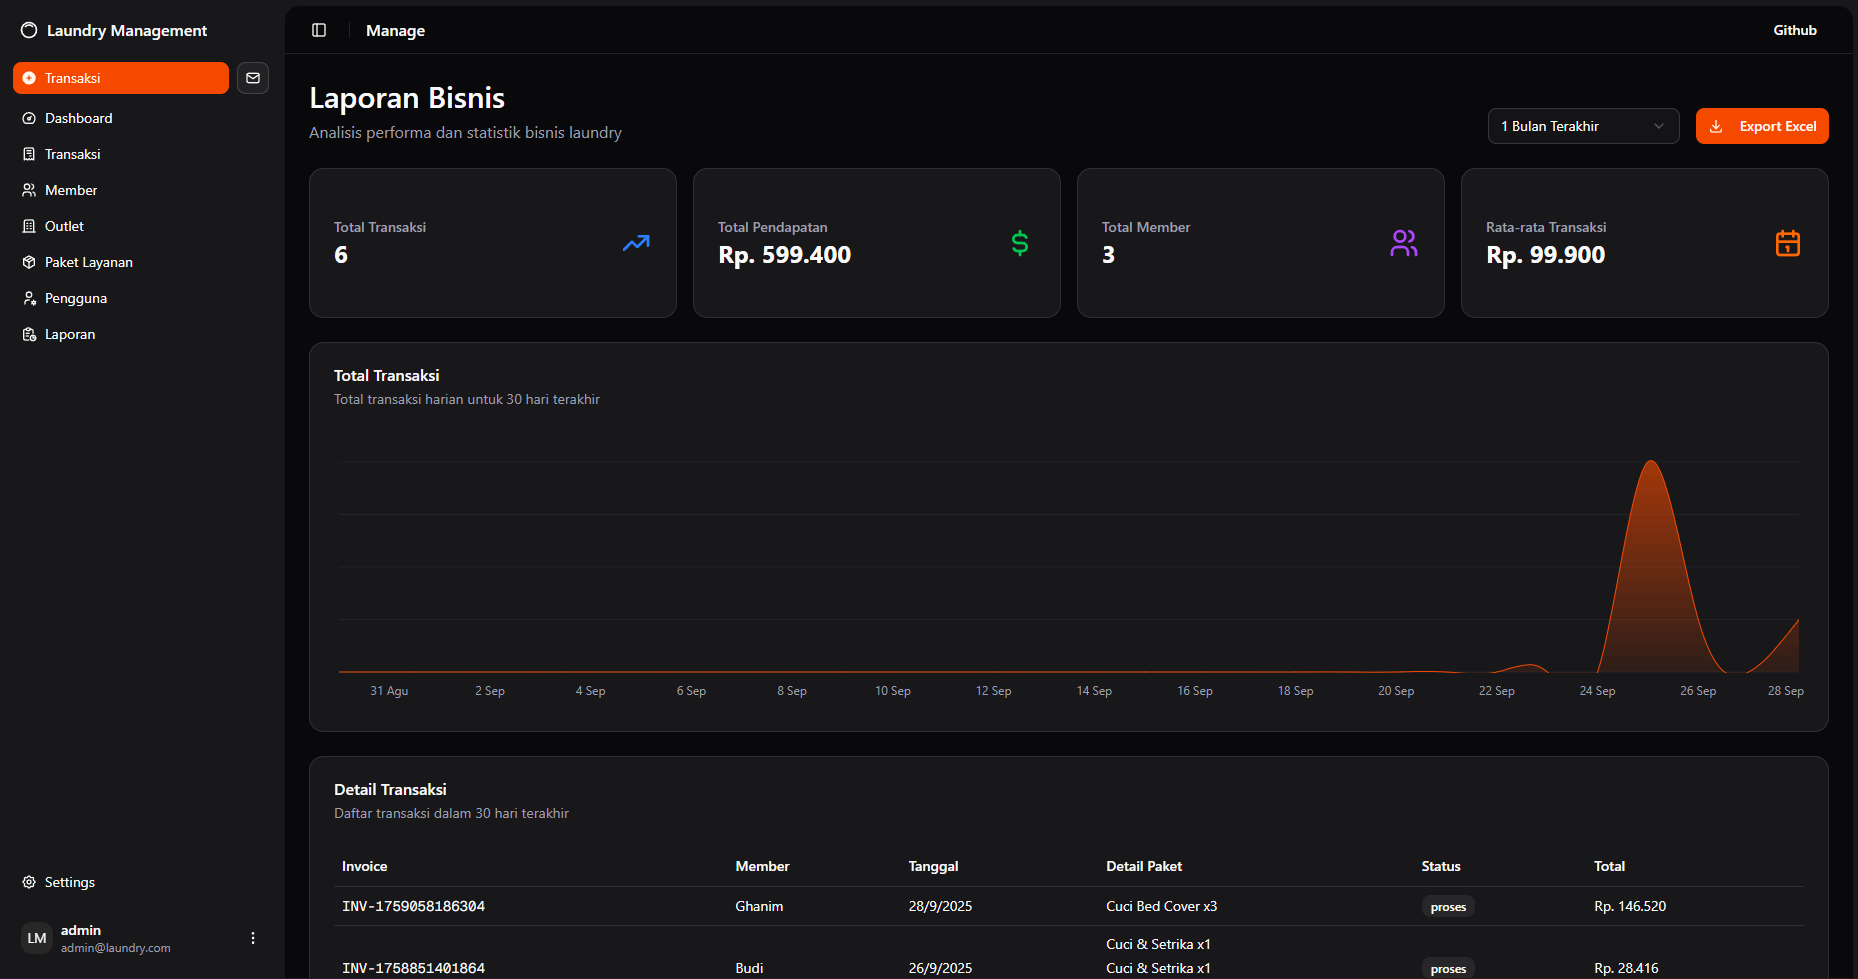 Laundry Management
Transaksi
Dashboard
Transaksi
Member
Outlet
Paket Layanan
Pengguna
Laporan
Settings
LM
admin
admin@laundry.com
Manage
Github
Laporan Bisnis
Analisis performa dan statistik bisnis laundry
1 Bulan Terakhir
Export Excel
Total Transaksi
6
Total Pendapatan
Rp. 599.400
Total Member
3
Rata-rata Transaksi
Rp. 99.900
1
Total Transaksi
Total transaksi harian untuk 30 hari terakhir
31 Agu 2 Sep 4 Sep 6 Sep 8 Sep 10 Sep 12 Sep 14 Sep 16 Sep 18 Sep 20 Sep 22 Sep 24 Sep 26 Sep 28 Sep
Detail Transaksi
Daftar transaksi dalam 30 hari terakhir
Invoice Member Tanggal Detail Paket Status Total
INV-1759058186304 Ghanim 28/9/2025 Cuci Bed Cover x3 proses Rp. 146.520
Cuci & Setrika x1
INV-1758851401864 Budi 26/9/2025 Cuci & Setrika x1 proses Rp. 28.416